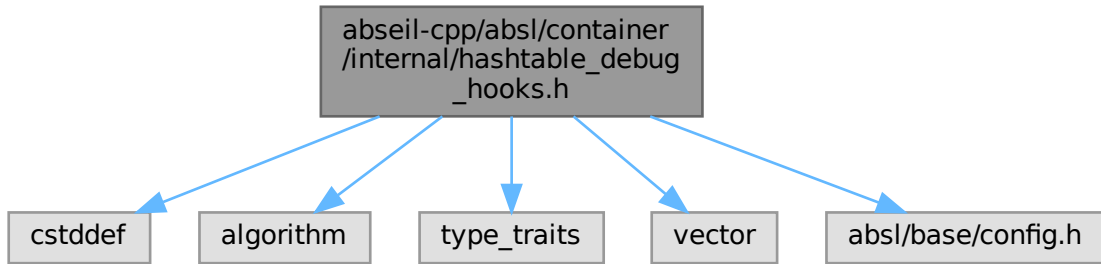 abseil-cpp/absl/container
/internal/hashtable_debug
_hooks.h
cstddef
algorithm
type_traits
vector
absl/base/config.h